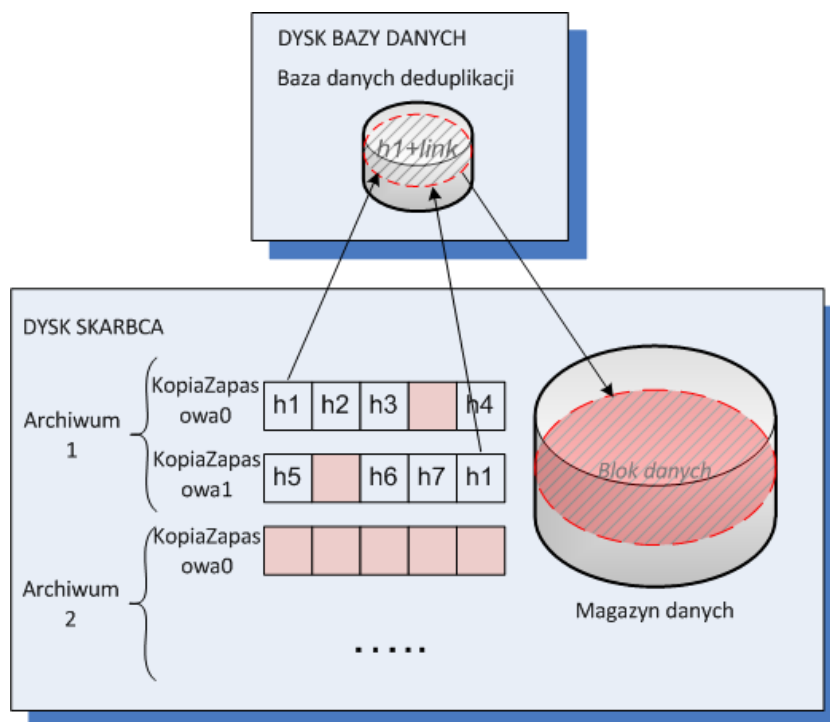 DYSK BAZY DANYCH
Baza danych deduplikacji
h1+link
DYSK SKARBCA
Archiwum
1
KopiaZapas
owa0
h1 h2 h3 h4
KopiaZapas
owa1
h5 h6 h7 h1
Archiwum
2
KopiaZapas
owa0
.....
Blok danych
Magazyn danych